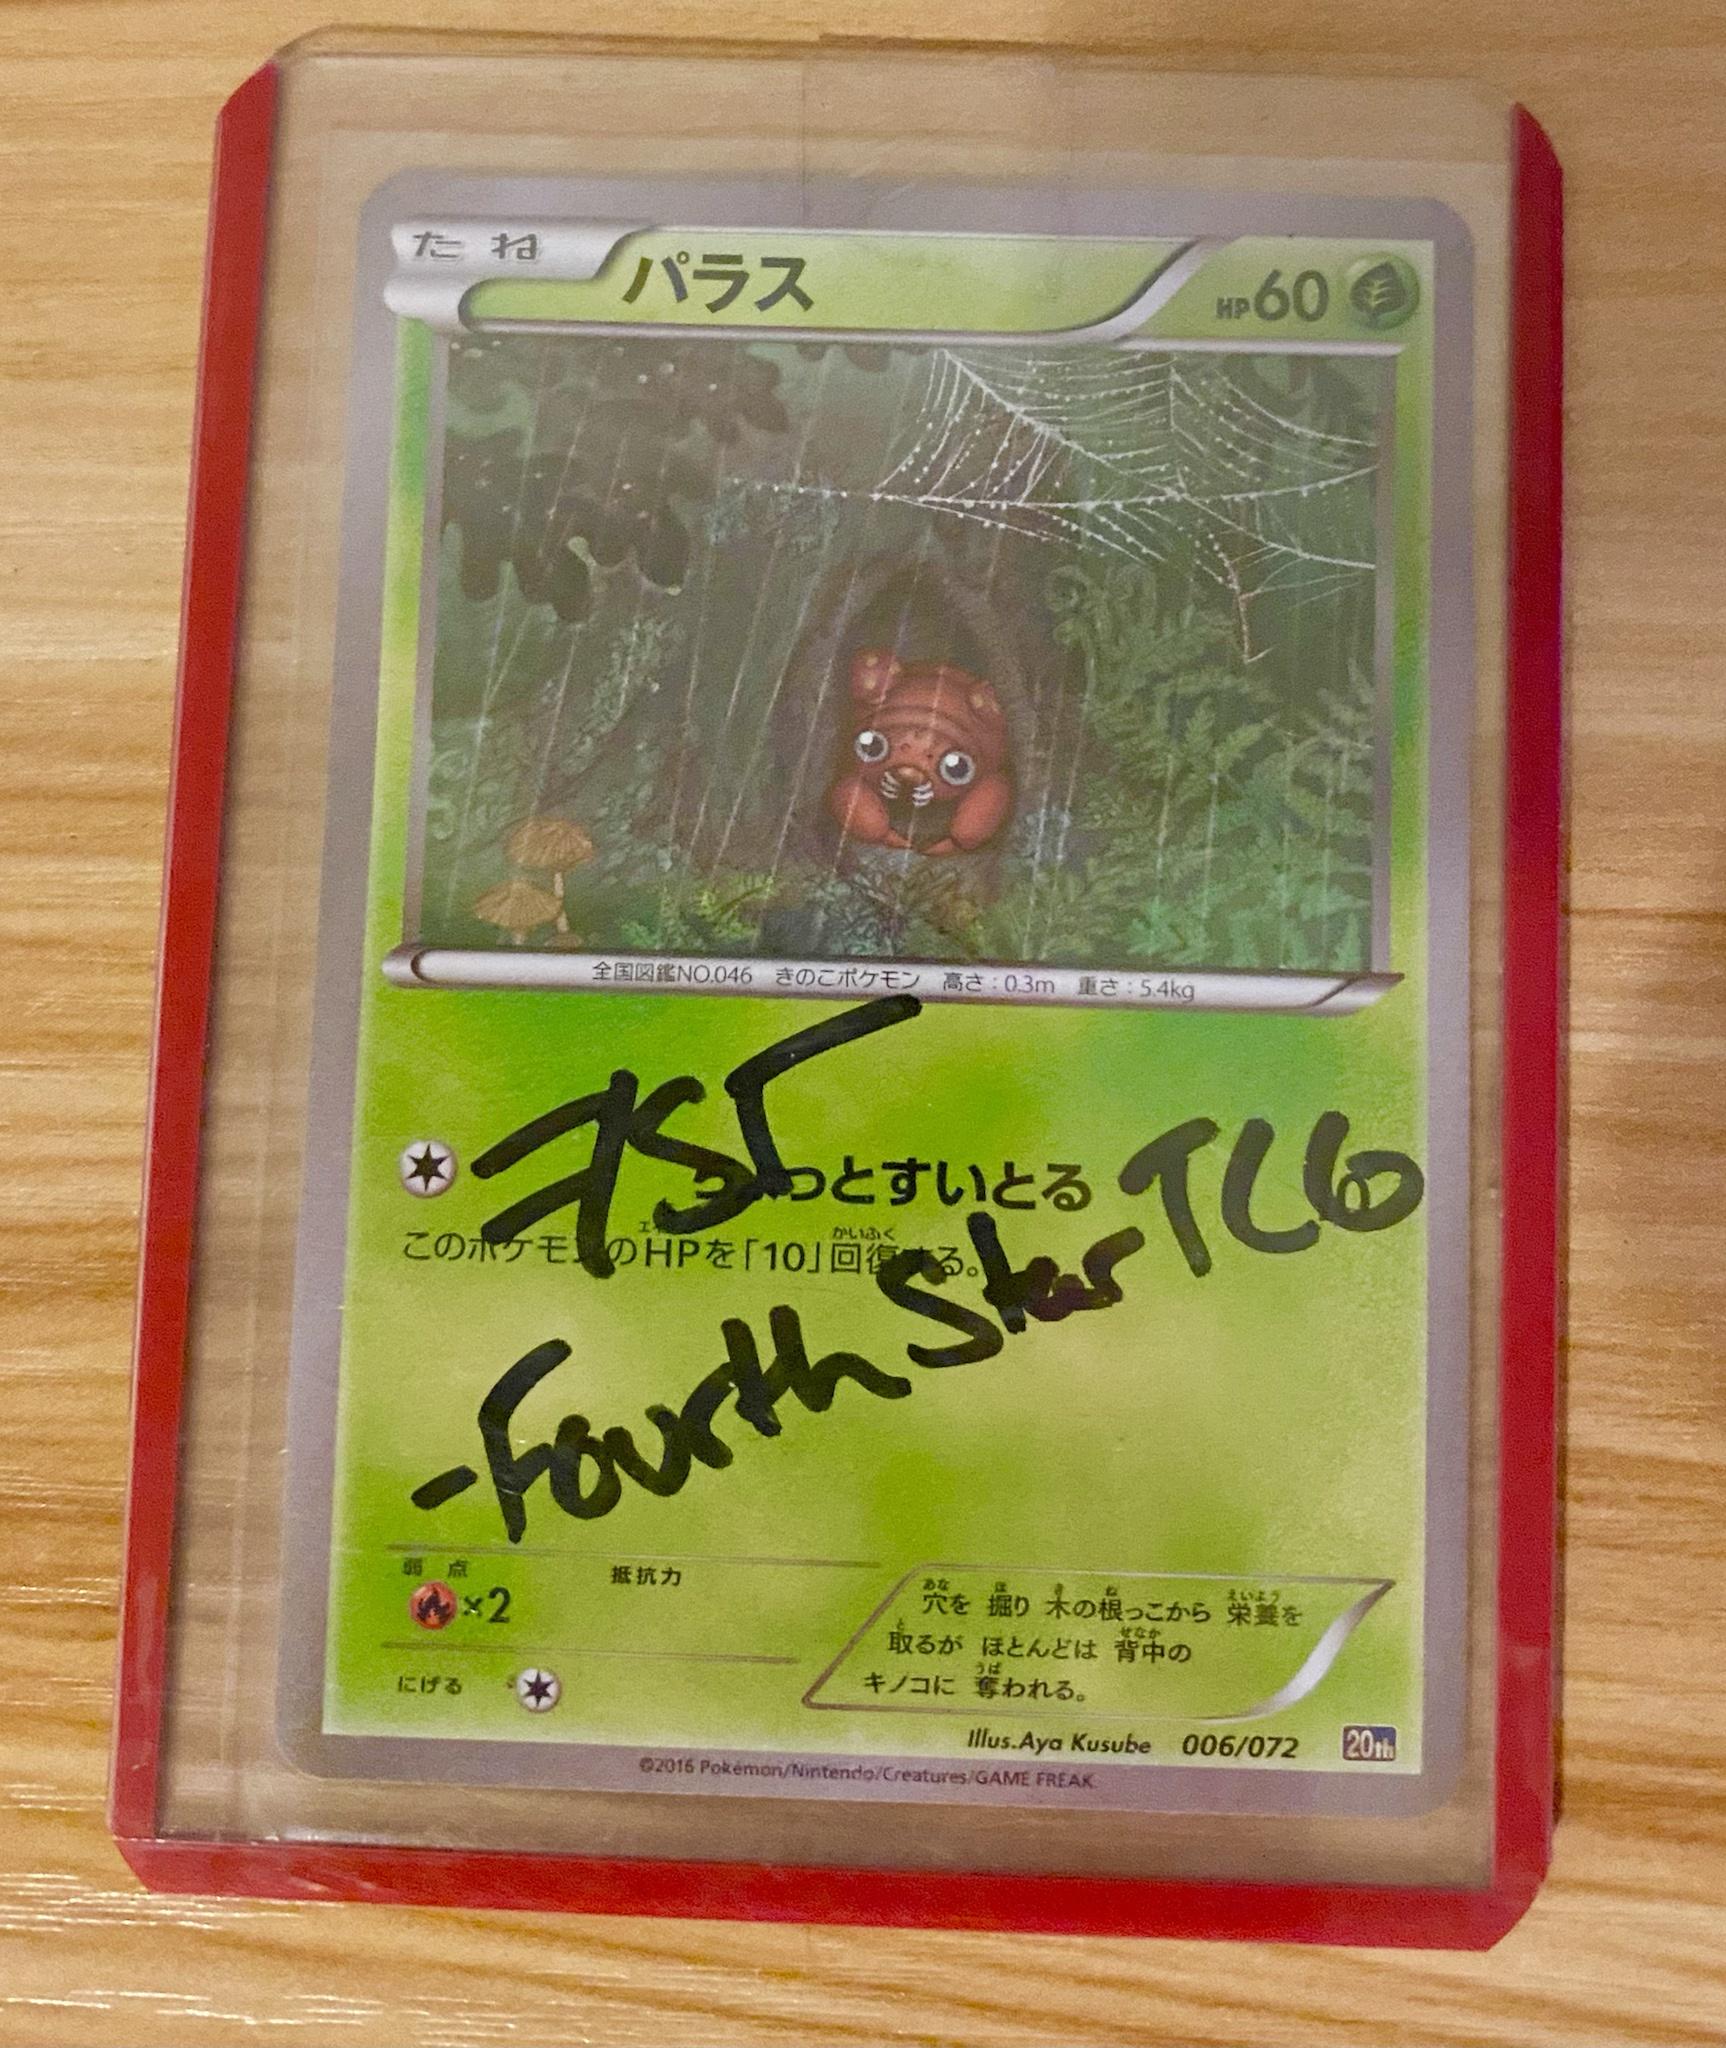 たね パラス HP60
全国図鑑NO.046 きのこポケモン 高さ:0.3m 重さ:5.4kg
っとすいとる
このポケモンのHPを「10」回復する。
かいふく
- Fourth Star TCG
弱点 抵抗力
×2
にげる
穴を 掘り 木の根っこから 栄養を
取るが ほとんどは 背中の
キノコに 奪われる。
Illus.Aya Kusube 006/072 20th
©2016 Pokémon/Nintendo/Creatures/GAME FREAK